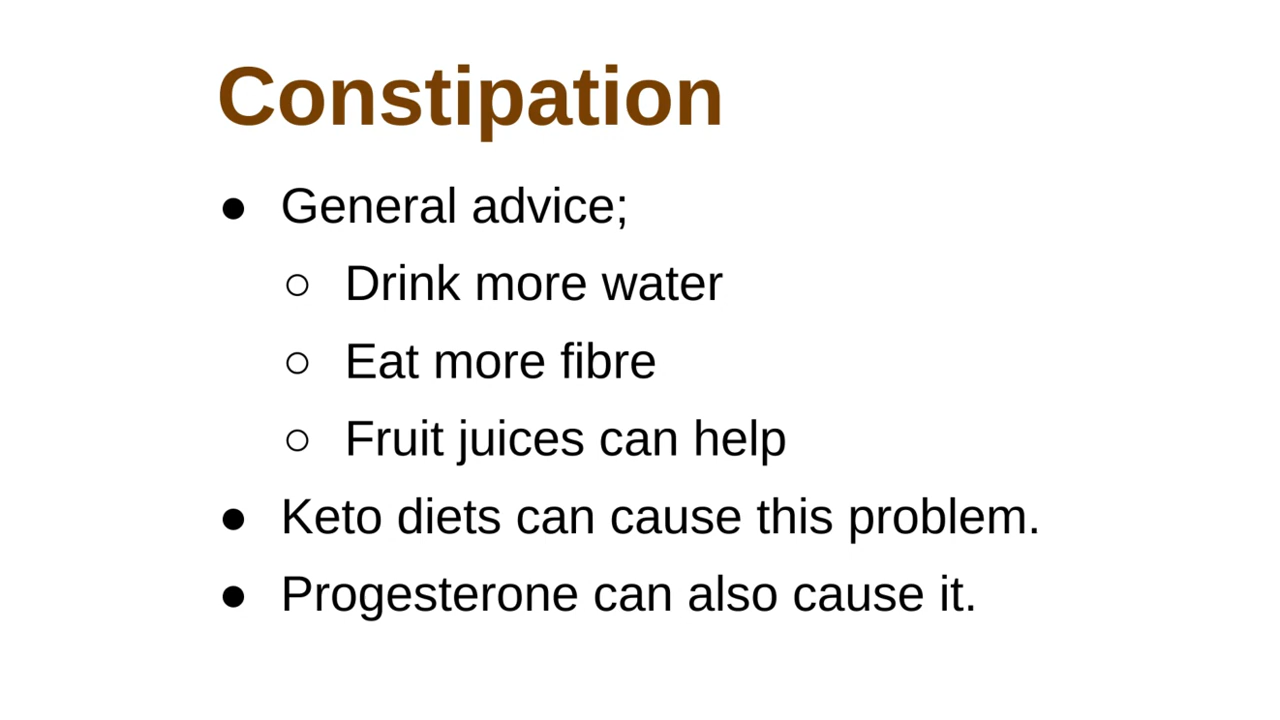 Constipation
● General advice;
○ Drink more water
○ Eat more fibre
○ Fruit juices can help
● Keto diets can cause this problem.
● Progesterone can also cause it.